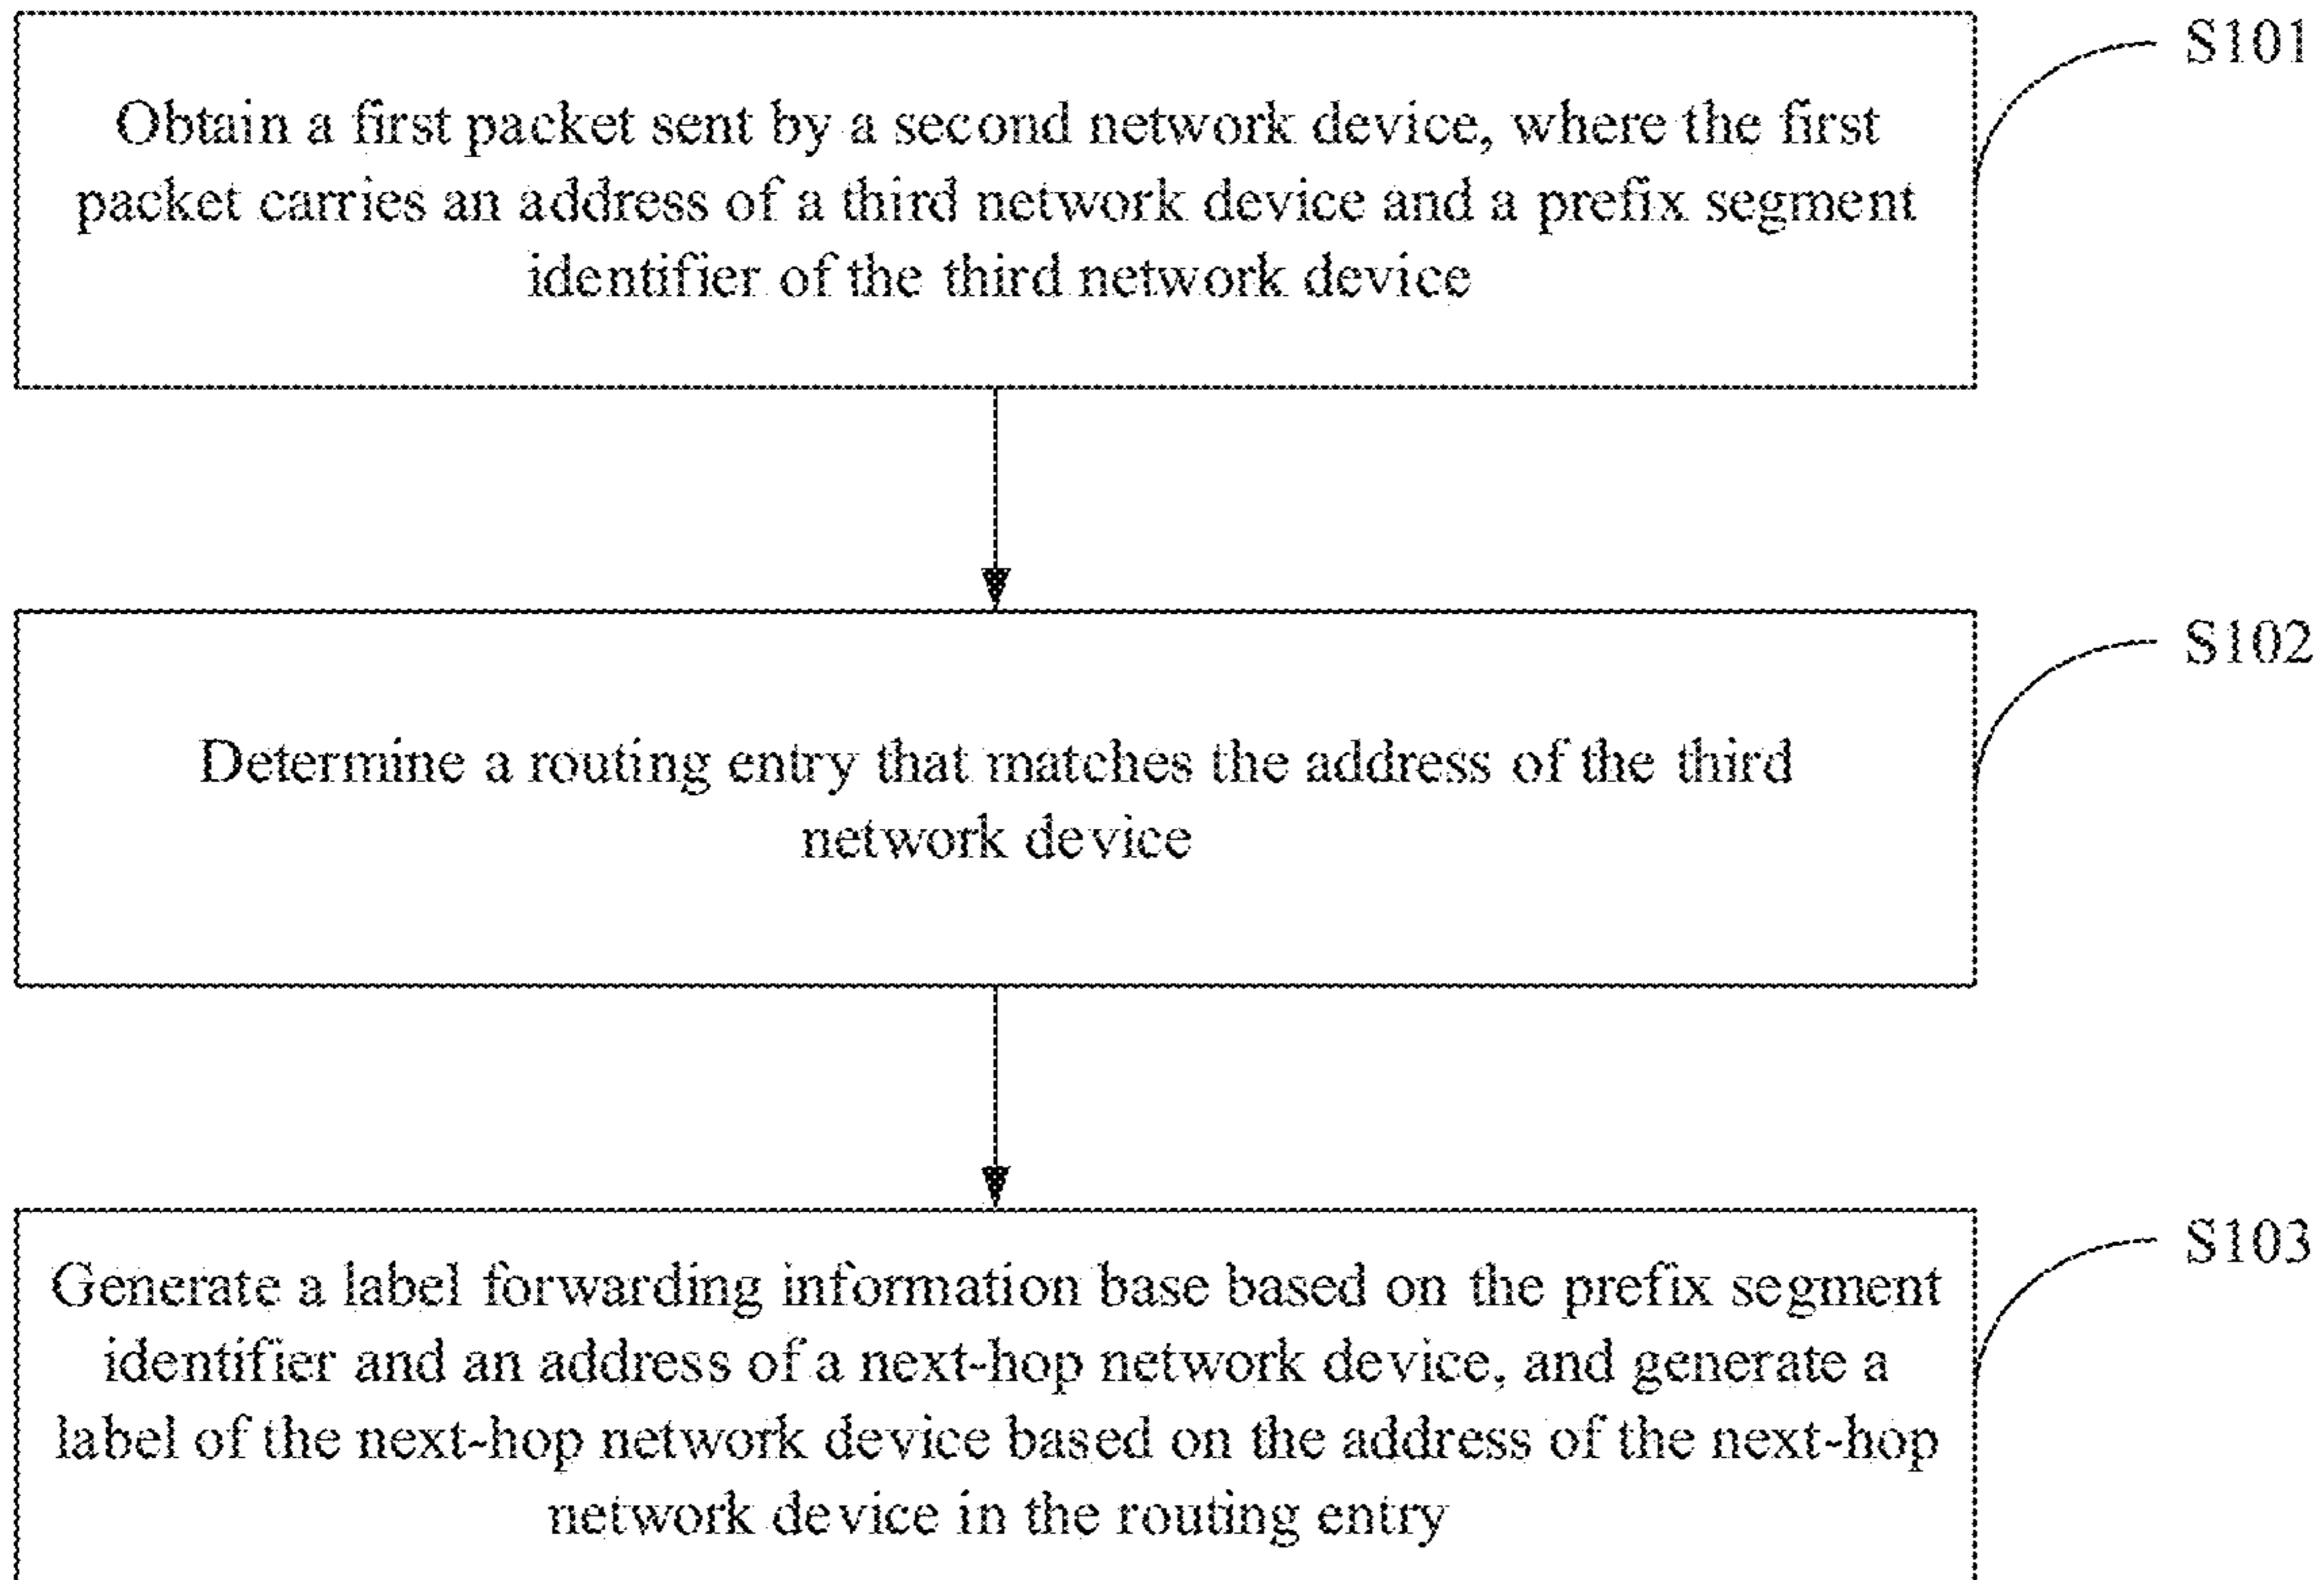 S101
Obtain a first packet sent by a second network device, where the first
packet carries an address of a third network device and a prefix segment
identifier of the third network device
S102
Determine a routing entry that matches the address of the third
network device
S103
Generate a label forwarding information base based on the prefix segment
identifier and an address of a next-hop network device, and generate a
label of the next-hop network device based on the address of the next-hop
network device in the routing entry